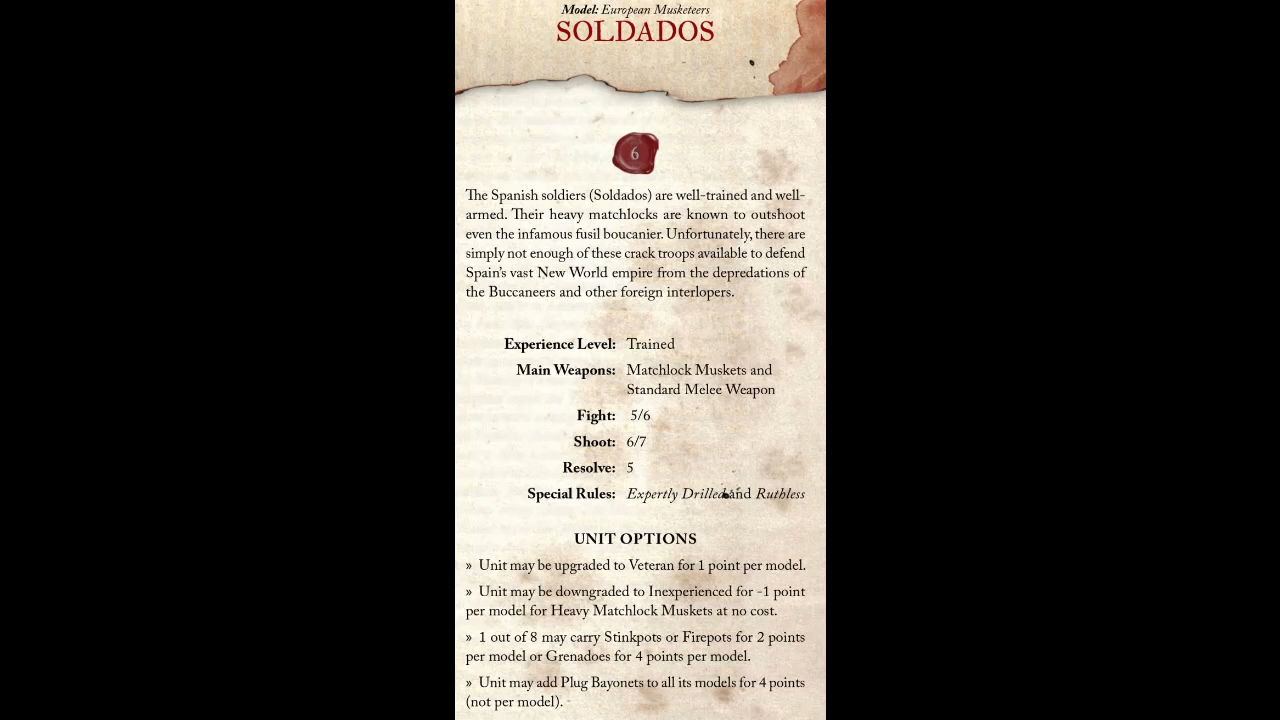 Model: European Musketeers
SOLDADOS
6
The Spanish soldiers (Soldados) are well-trained and well-
armed. Their heavy matchlocks are known to outshoot
even the infamous fusil boucanier. Unfortunately, there are
simply not enough of these crack troops available to defend
Spain's vast New World empire from the depredations of
the Buccaneers and other foreign interlopers.
Experience Level: Trained
Main Weapons: Matchlock Muskets and
Standard Melee Weapon
Fight: 5/6
Shoot: 6/7
Resolve: 5
Special Rules: Expertly Drilled and Ruthless
UNIT OPTIONS
» Unit may be upgraded to Veteran for 1 point per model.
» Unit may be downgraded to Inexperienced for -1 point
per model for Heavy Matchlock Muskets at no cost.
» 1 out of 8 may carry Stinkpots or Firepots for 2 points
per model or Grenadoes for 4 points per model.
» Unit may add Plug Bayonets to all its models for 4 points
(not per model).